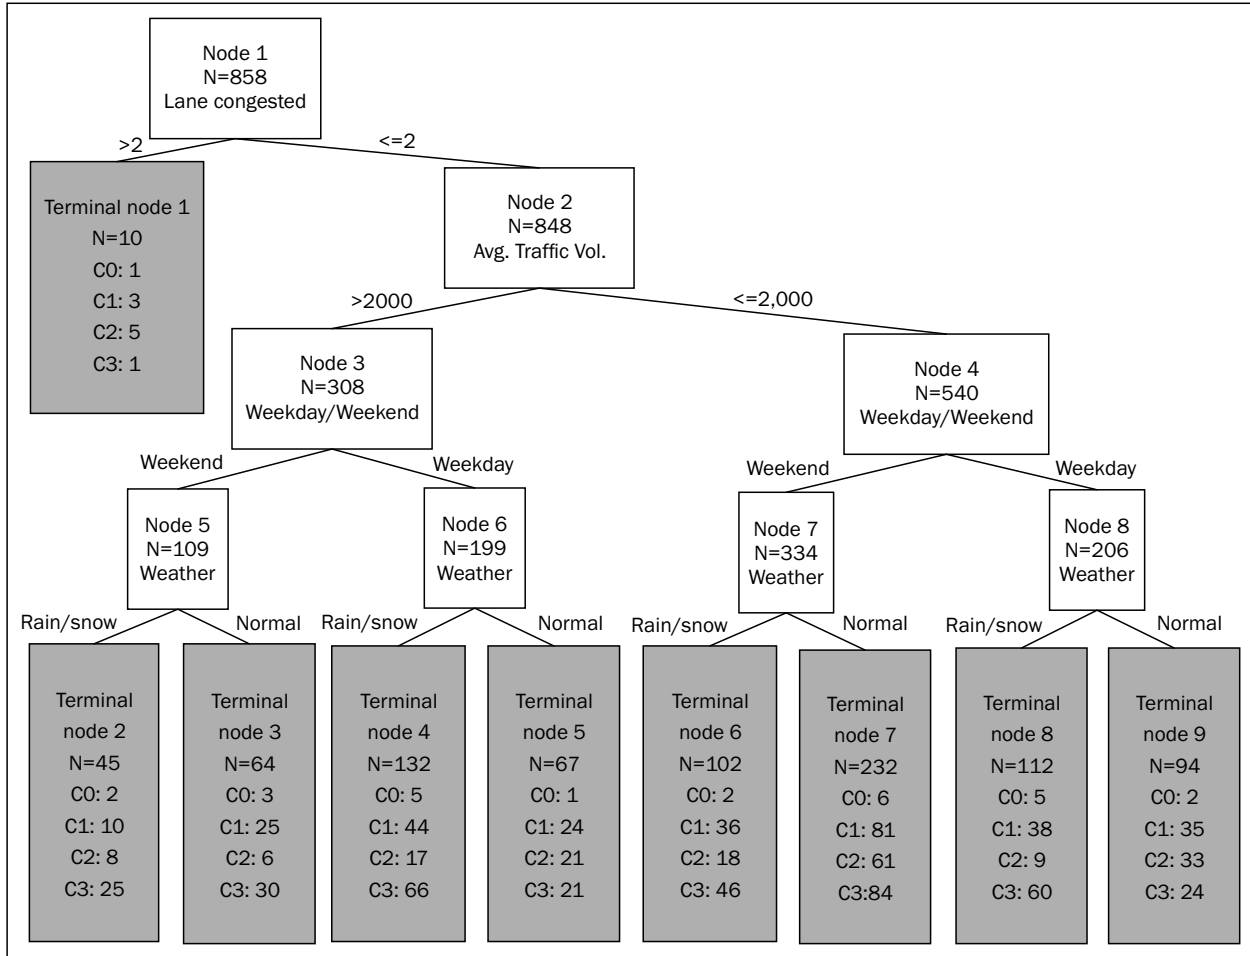 Node 1
N=858
Lane congested
>2
<=2
Terminal node 1
N=10
C0: 1
C1: 3
C2: 5
C3: 1
Node 2
N=848
Avg. Traffic Vol.
>2000
<=2,000
Node 3
N=308
Weekday/Weekend
Node 4
N=540
Weekday/Weekend
Weekend
Weekday
Weekend
Weekday
Node 5
N=109
Weather
Node 6
N=199
Weather
Node 7
N=334
Weather
Node 8
N=206
Weather
Rain/snow
Normal
Rain/snow
Normal
Rain/snow
Normal
Rain/snow
Normal
Terminal
node 2
N=45
C0: 2
C1: 10
C2: 8
C3: 25
Terminal
node 3
N=64
C0: 3
C1: 25
C2: 6
C3: 30
Terminal
node 4
N=132
C0: 5
C1: 44
C2: 17
C3: 66
Terminal
node 5
N=67
C0: 1
C1: 24
C2: 21
C3: 21
Terminal
node 6
N=102
C0: 2
C1: 36
C2: 18
C3: 46
Terminal
node 7
N=232
C0: 6
C1: 81
C2: 61
C3:84
Terminal
node 8
N=112
C0: 5
C1: 38
C2: 9
C3: 60
Terminal
node 9
N=94
C0: 2
C1: 35
C2: 33
C3: 24